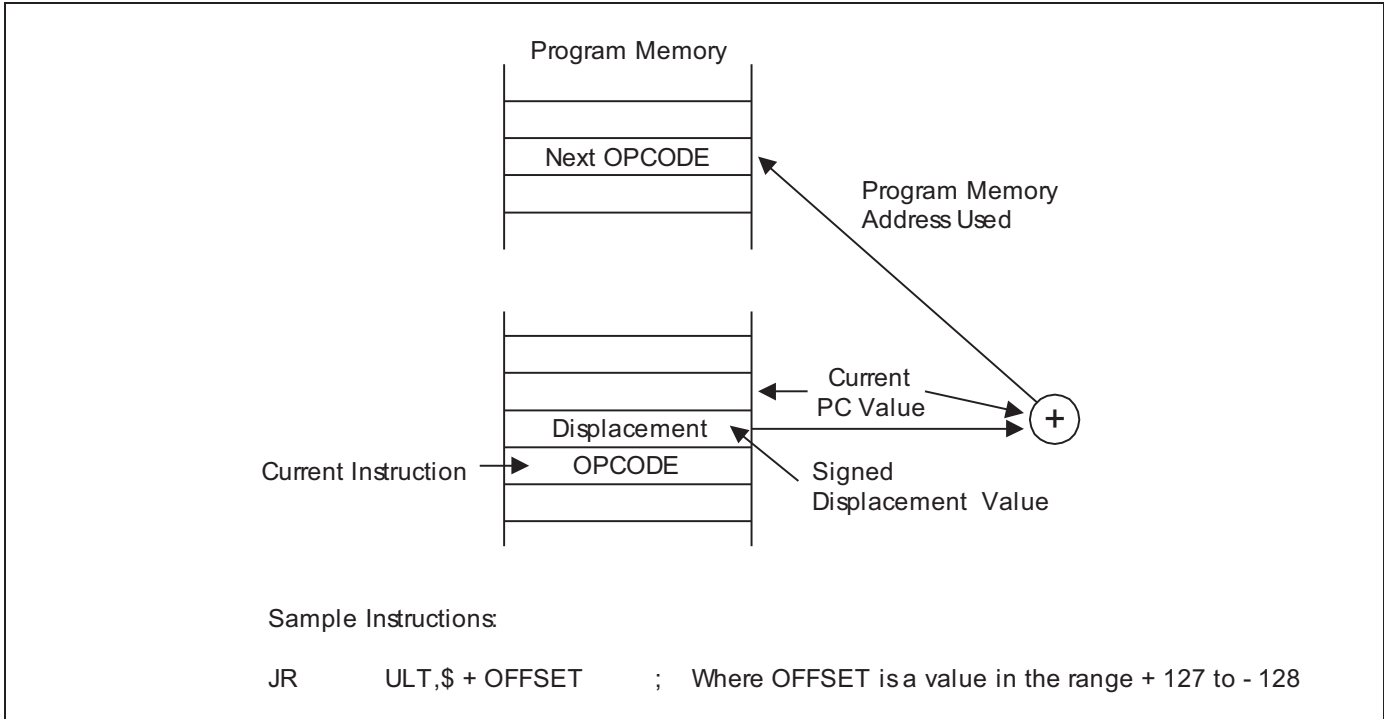 Program Memory
Next OPCODE
Program Memory
Address Used
Current
PC Value
+
Displacement
Current Instruction
OPCODE
Signed
Displacement Value
Sample Instructions:
JR ULT,$ + OFFSET ; Where OFFSET is a value in the range + 127 to - 128